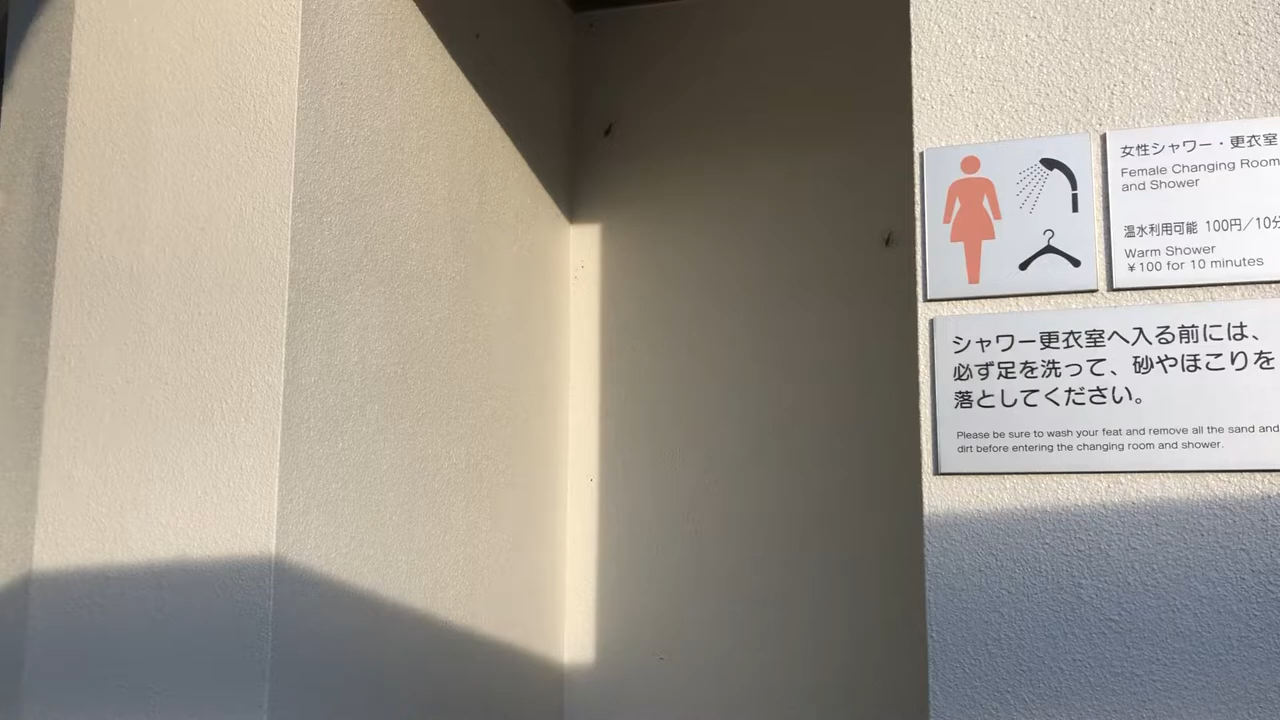 女性シャワー・更衣室
Female Changing Room
and Shower
温水利用可能 100円/10分
Warm Shower
¥100 for 10 minutes
シャワー更衣室へ入る前には、
必ず足を洗って、砂やほこりを
落としてください。
Please be sure to wash your feat and remove all the sand and
dirt before entering the changing room and shower.